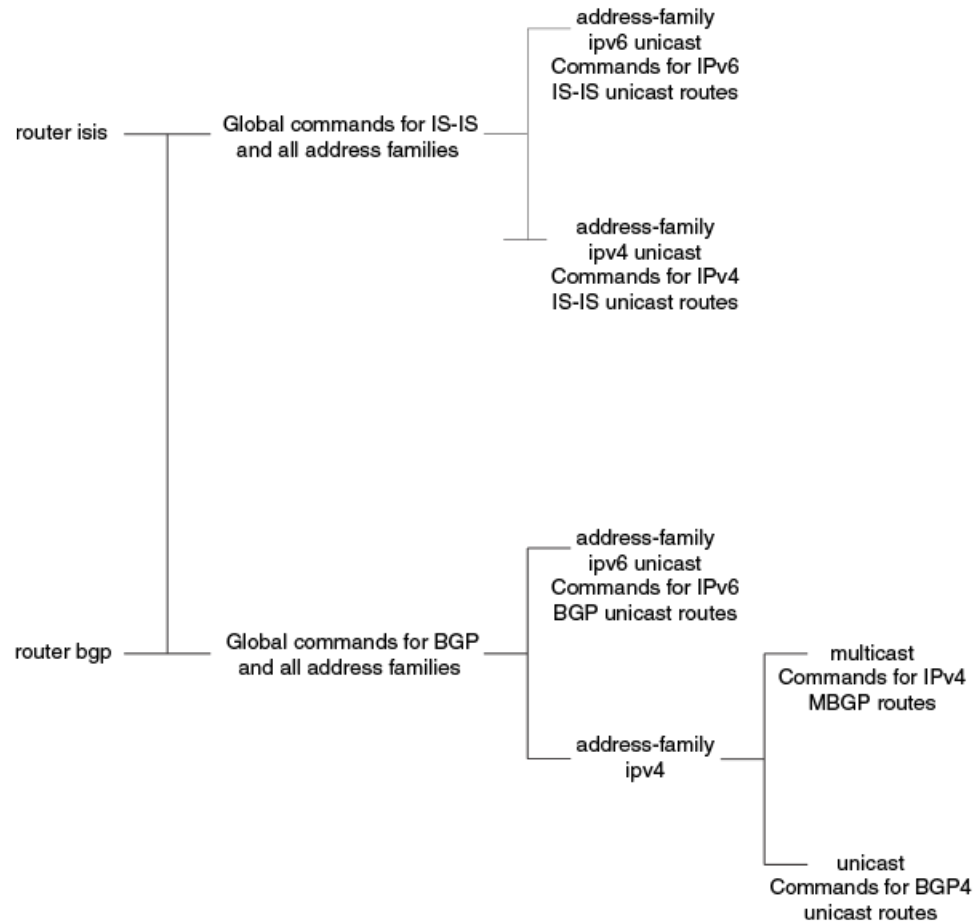 address-family
ipv6 unicast
Commands for IPv6
IS-IS unicast routes
router isis
Global commands for IS-IS
and all address families
address-family
ipv4 unicast
Commands for IPv4
IS-IS unicast routes
address-family
ipv6 unicast
Commands for IPv6
BGP unicast routes
router bgp
Global commands for BGP
and all address families
multicast
Commands for IPv4
MBGP routes
address-family
ipv4
unicast
Commands for BGP4
unicast routes